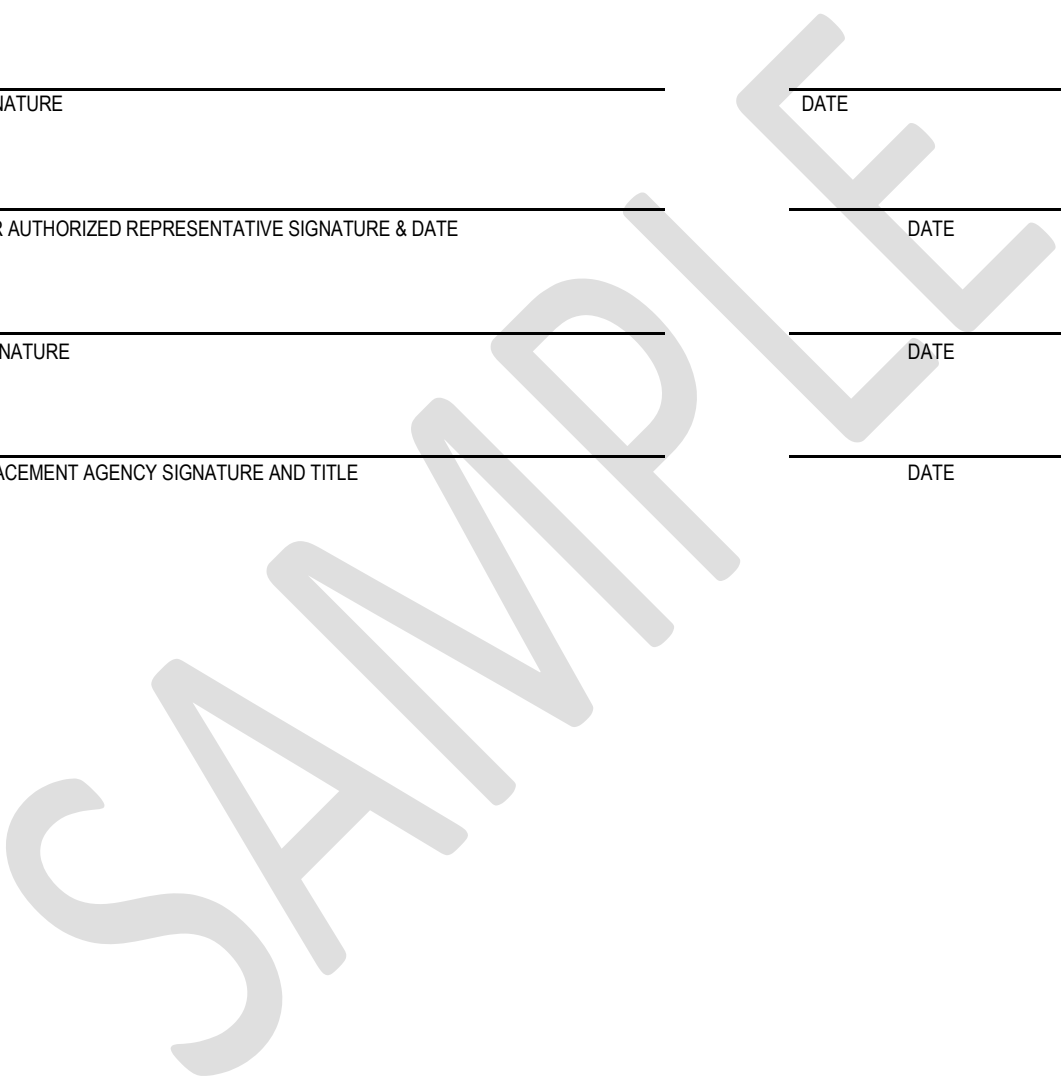 NATURE DATE
R AUTHORIZED REPRESENTATIVE SIGNATURE & DATE DATE
NATURE DATE
ACEMENT AGENCY SIGNATURE AND TITLE DATE
SAMPLE